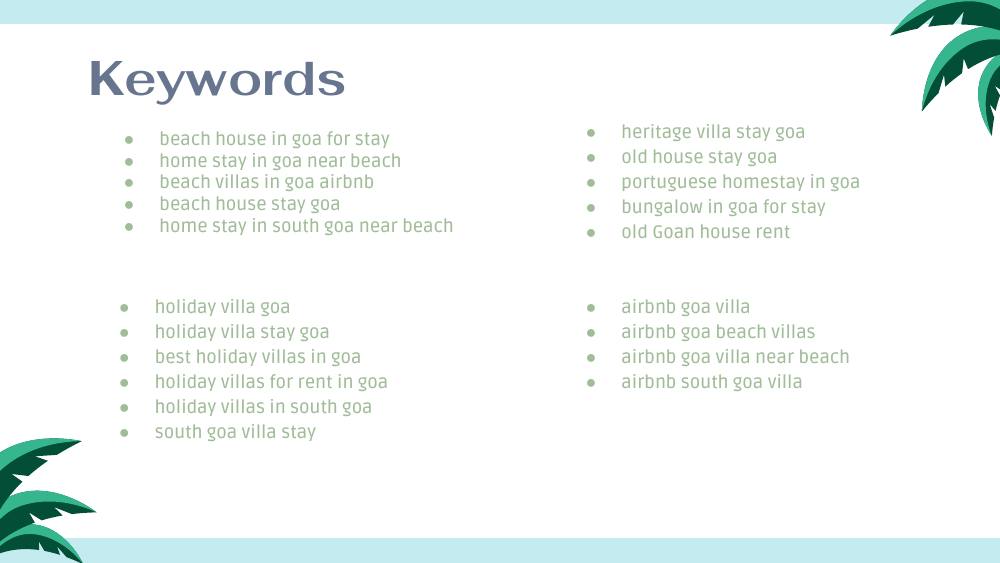 Keywords
● beach house in goa for stay
● home stay in goa near beach
● beach villas in goa airbnb
● beach house stay goa
● home stay in south goa near beach
● heritage villa stay goa
● old house stay goa
● portuguese homestay in goa
● bungalow in goa for stay
● old Goan house rent
● holiday villa goa
● holiday villa stay goa
● best holiday villas in goa
● holiday villas for rent in goa
● holiday villas in south goa
● south goa villa stay
● airbnb goa villa
● airbnb goa beach villas
● airbnb goa villa near beach
● airbnb south goa villa